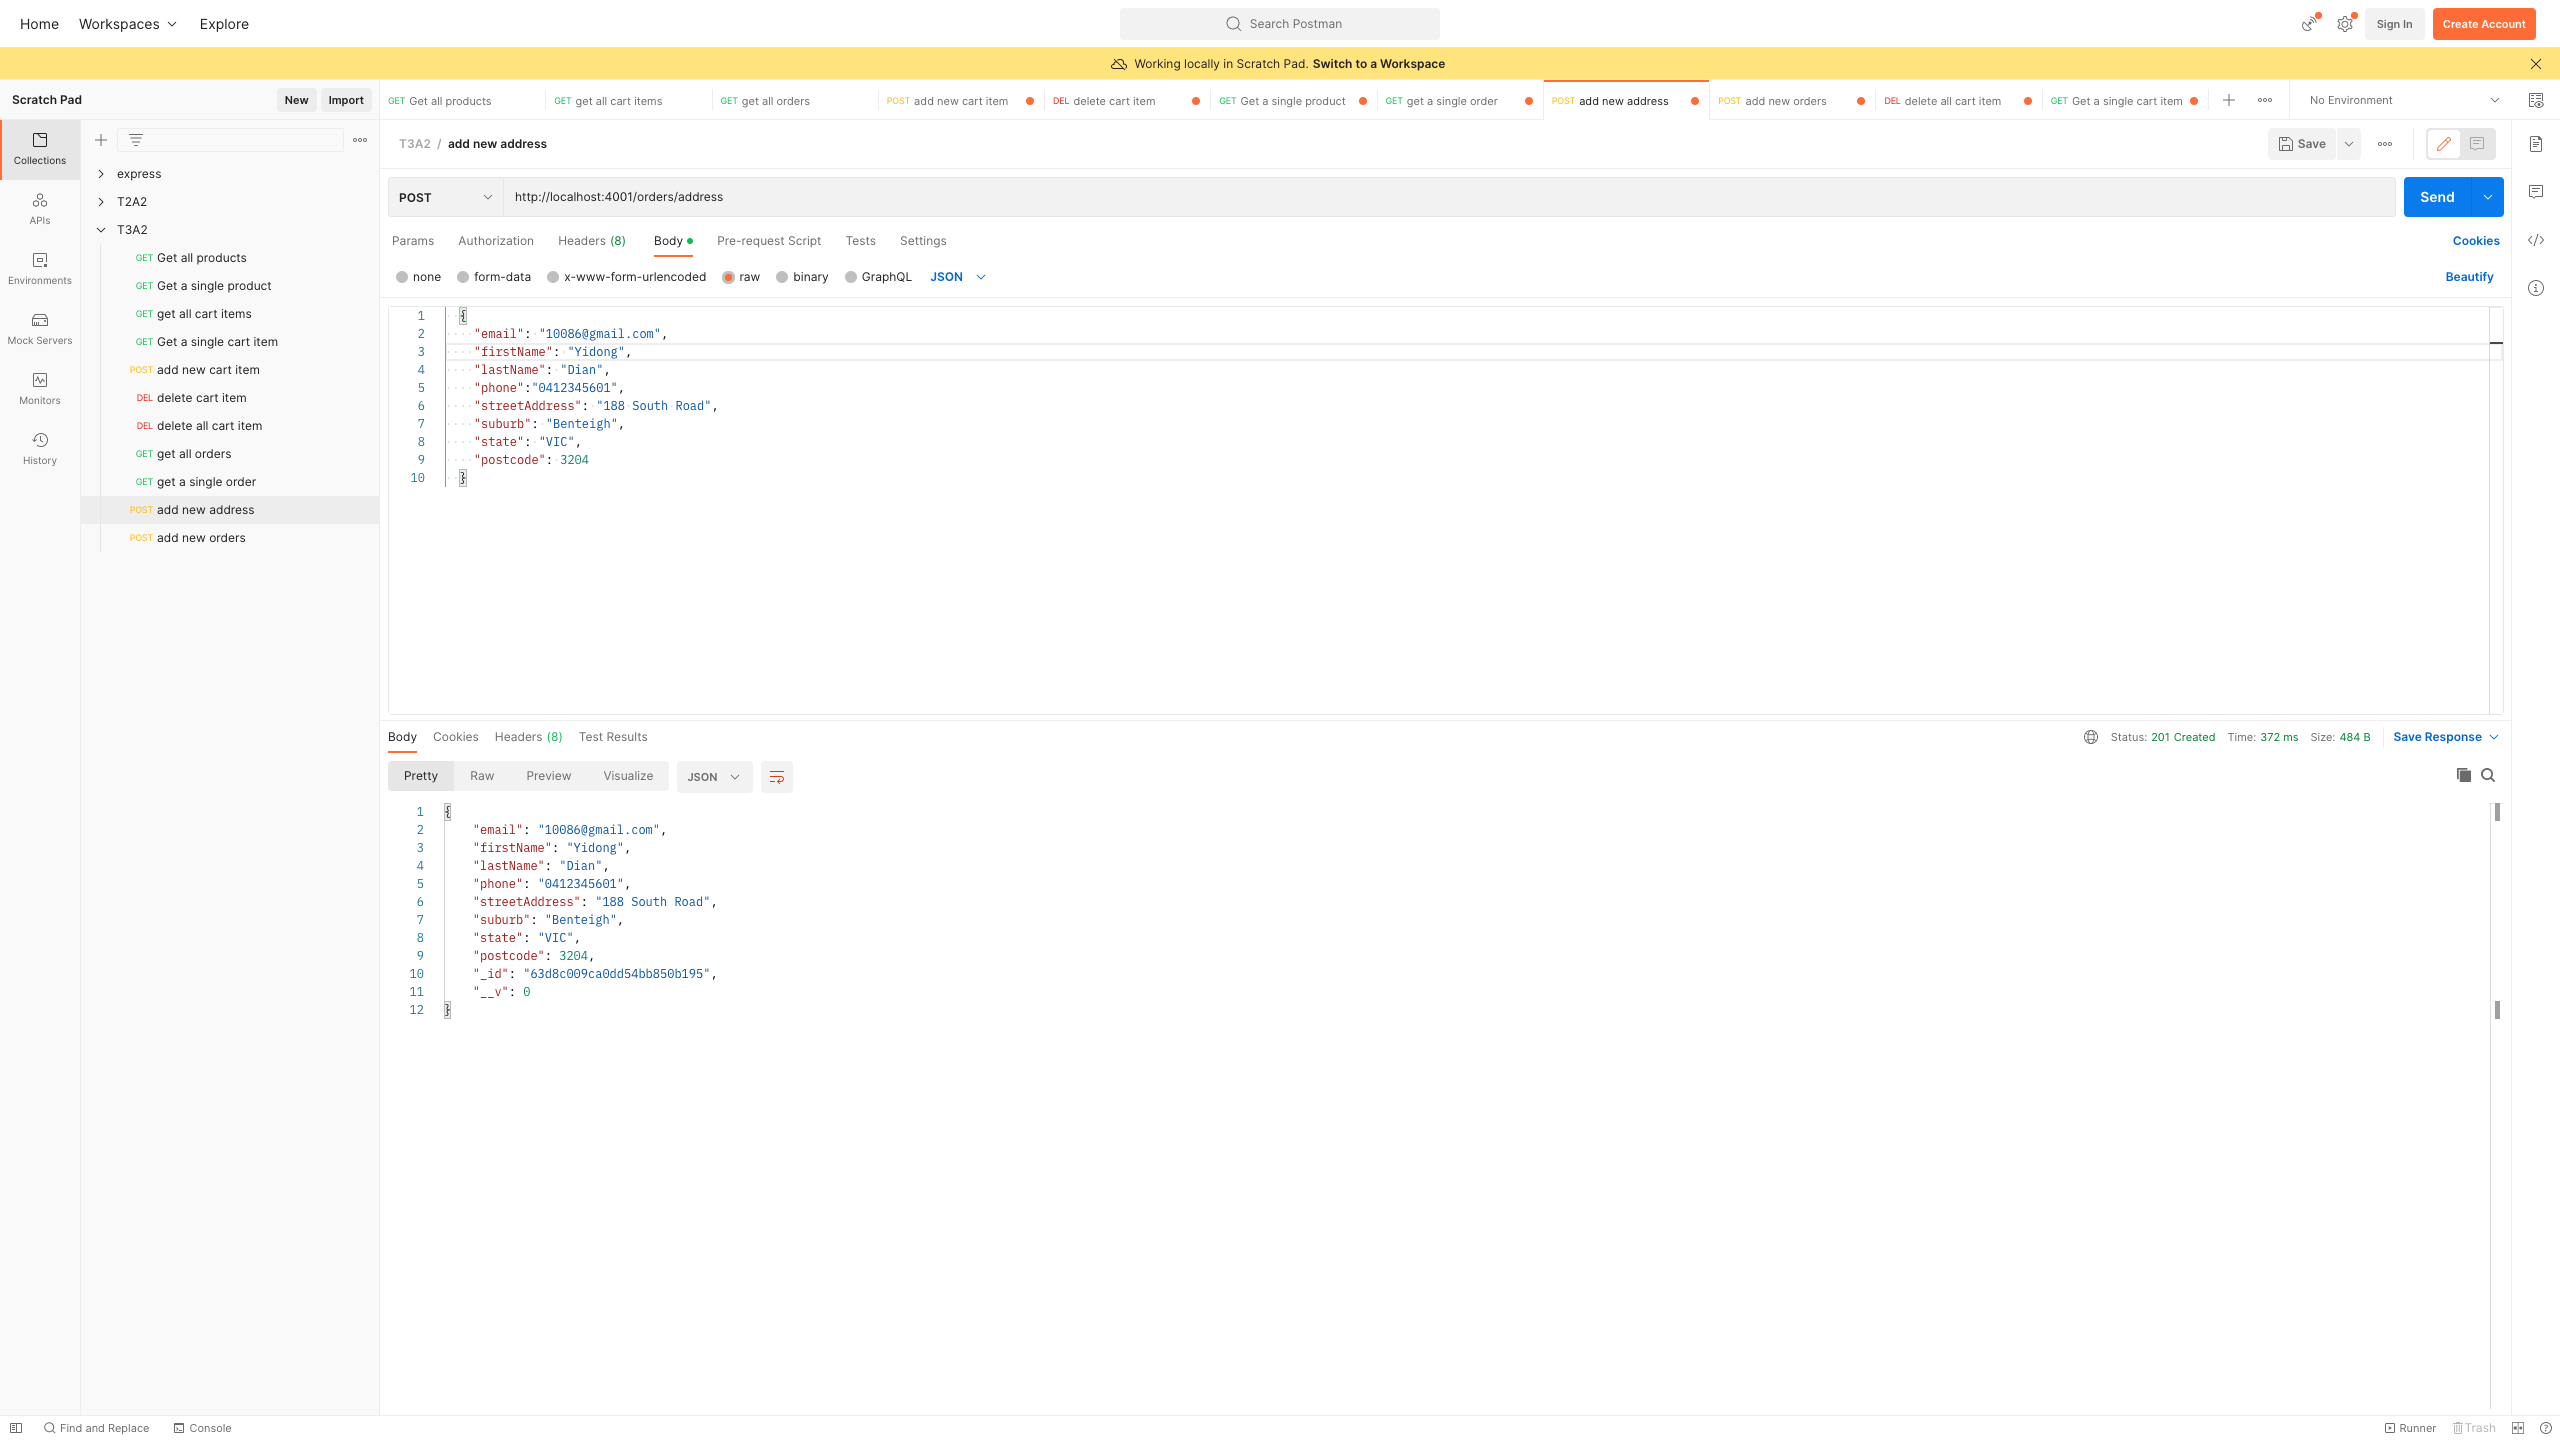 Home Workspaces Explore Search Postman Sign In Create Account
Working locally in Scratch Pad. Switch to a Workspace
Scratch Pad New Import GET Get all products GET get all cart items GET get all orders POST add new cart item DEL delete cart item GET Get a single product GET get a single order POST add new address POST add new orders DEL delete all cart item GET Get a single cart item No Environment
Collections
APIs
Environments
Mock Servers
Monitors
History
express
T2A2
T3A2
GET Get all products
GET Get a single product
GET get all cart items
GET Get a single cart item
POST add new cart item
DEL delete cart item
DEL delete all cart item
GET get all orders
GET get a single order
POST add new address
POST add new orders
T3A2 / add new address Save
POST http://localhost:4001/orders/address Send
Params Authorization Headers (8) Body Pre-request Script Tests Settings Cookies
none form-data x-www-form-urlencoded raw binary GraphQL JSON Beautify
1 {
2 "email": "10086@gmail.com",
3 "firstName": "Yidong",
4 "lastName": "Dian",
5 "phone":"0412345601",
6 "streetAddress": "188 South Road",
7 "suburb": "Benteigh",
8 "state": "VIC",
9 "postcode": 3204
10 }
Body Cookies Headers (8) Test Results Status: 201 Created Time: 372 ms Size: 484 B Save Response
Pretty Raw Preview Visualize JSON
1 {
2 "email": "10086@gmail.com",
3 "firstName": "Yidong",
4 "lastName": "Dian",
5 "phone": "0412345601",
6 "streetAddress": "188 South Road",
7 "suburb": "Benteigh",
8 "state": "VIC",
9 "postcode": 3204,
10 "_id": "63d8c009ca0dd54bb850b195",
11 "__v": 0
12 }
Find and Replace Console Runner Trash